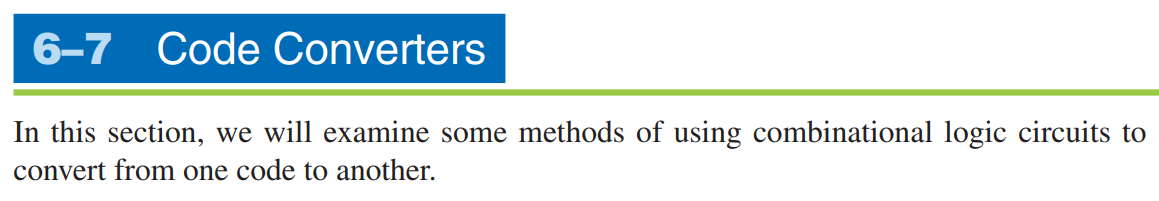 6–7 Code Converters
In this section, we will examine some methods of using combinational logic circuits to
convert from one code to another.